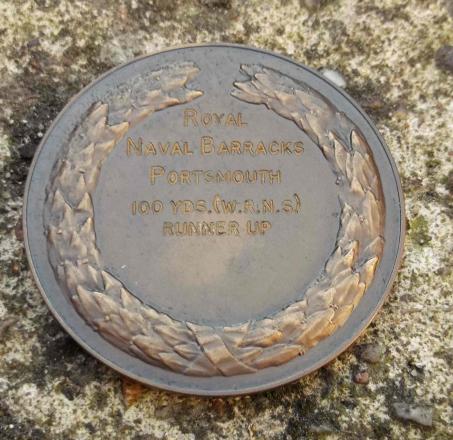 ROYAL
NAVAL BARRACKS
PORTSMOUTH
100 YDS. (W.R.N.S)
RUNNER UP